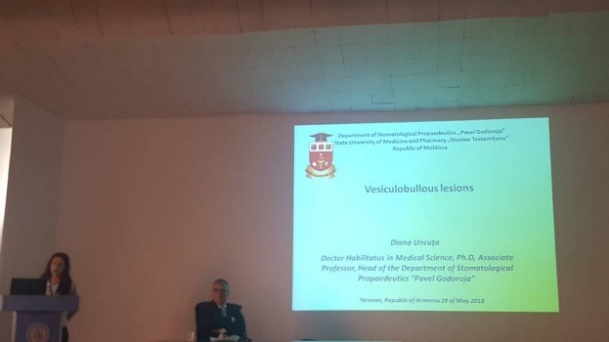 Department of Stomatological Propaedeutics „Pavel Godoroja"
State University of Medicine and Pharmacy „Nicolae Testemițanu"
Republic of Moldova
Vesiculobullous lesions
Diana Uncuța
Doctor Habilitatus in Medical Science, Ph.D, Associate
Professor, Head of the Department of Stomatological
Propaedeutics "Pavel Godoroja"
Yerevan, Republic of Armenia 29 of May 2018